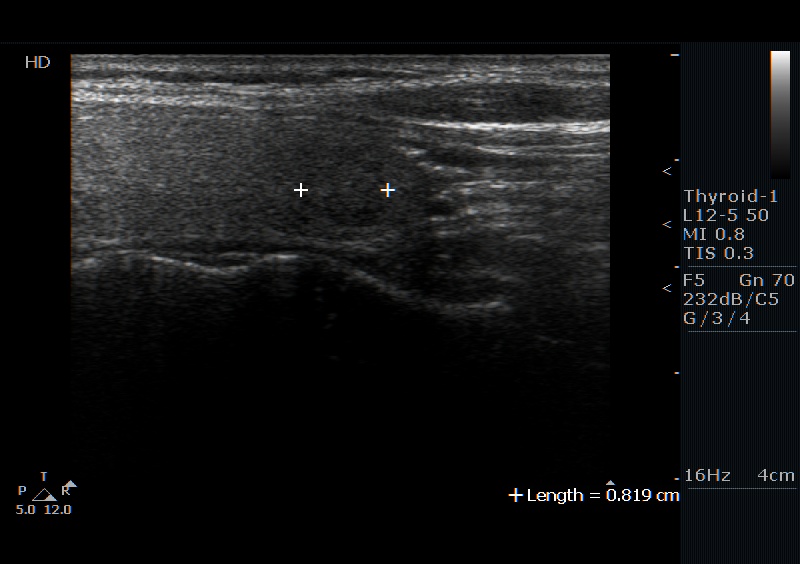 HD
Thyroid-1
L12-5 50
MI 0.8
TIS 0.3
F5 Gn 70
232dB/C5
G/3/4
16Hz 4cm
T
P R
5.0 12.0
+ Length = 0.819 cm